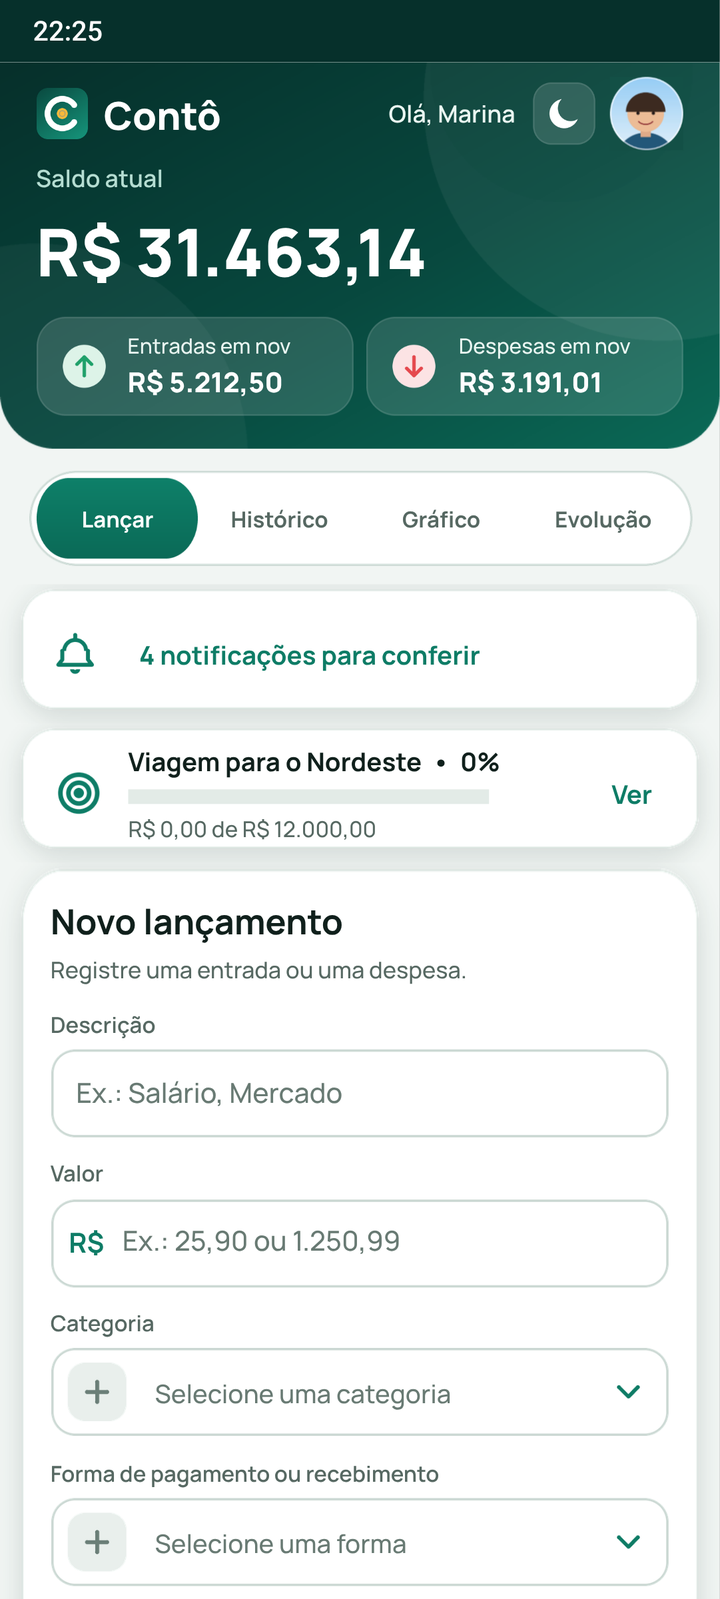 22:25
Contô
Olá, Marina
Saldo atual
R$ 31.463,14
Entradas em nov
R$ 5.212,50
Despesas em nov
R$ 3.191,01
Lançar
Histórico
Gráfico
Evolução
4 notificações para conferir
Viagem para o Nordeste • 0%
R$ 0,00 de R$ 12.000,00
Ver
Novo lançamento
Registre uma entrada ou uma despesa.
Descrição
Ex.: Salário, Mercado
Valor
R$ Ex.: 25,90 ou 1.250,99
Categoria
Selecione uma categoria
Forma de pagamento ou recebimento
Selecione uma forma